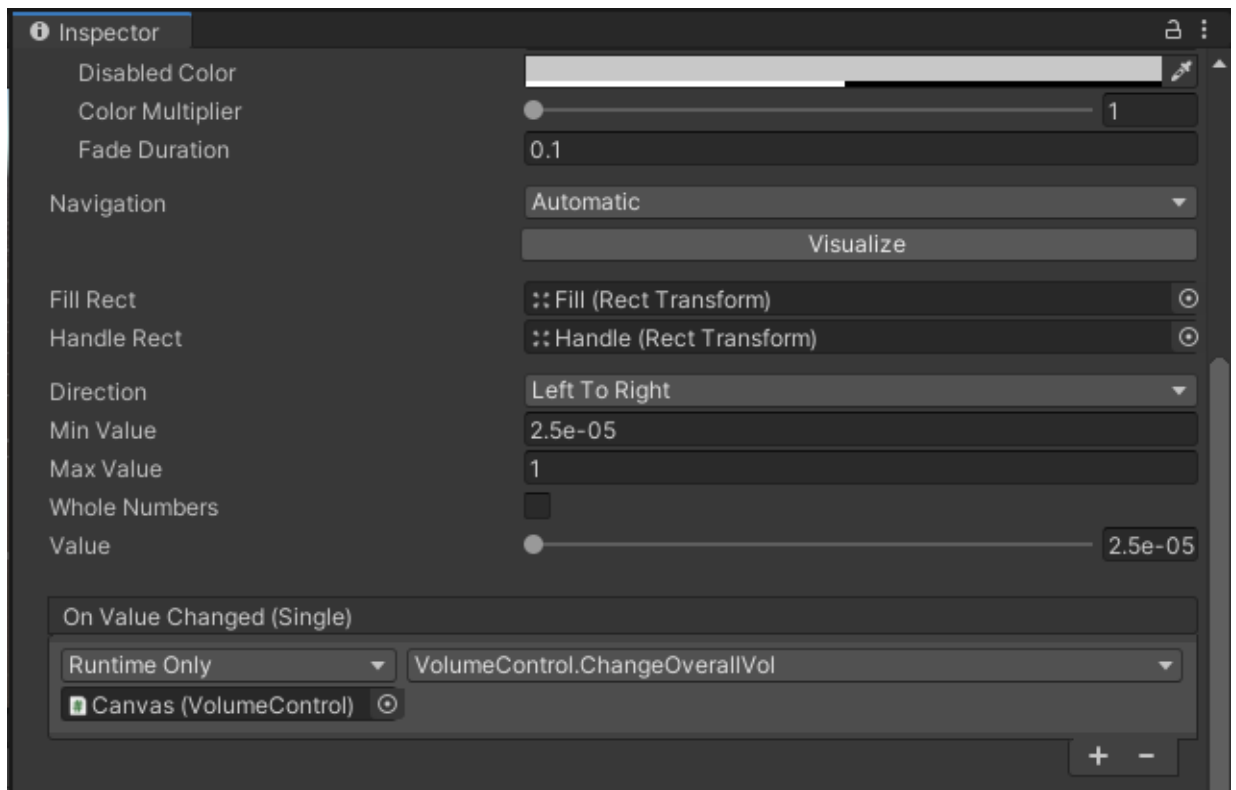 Inspector
Disabled Color
Color Multiplier 1
Fade Duration 0.1
Navigation Automatic
Visualize
Fill Rect Fill (Rect Transform)
Handle Rect Handle (Rect Transform)
Direction Left To Right
Min Value 2.5e-05
Max Value 1
Whole Numbers
Value 2.5e-05
On Value Changed (Single)
Runtime Only VolumeControl.ChangeOverallVol
Canvas (VolumeControl)
+ −